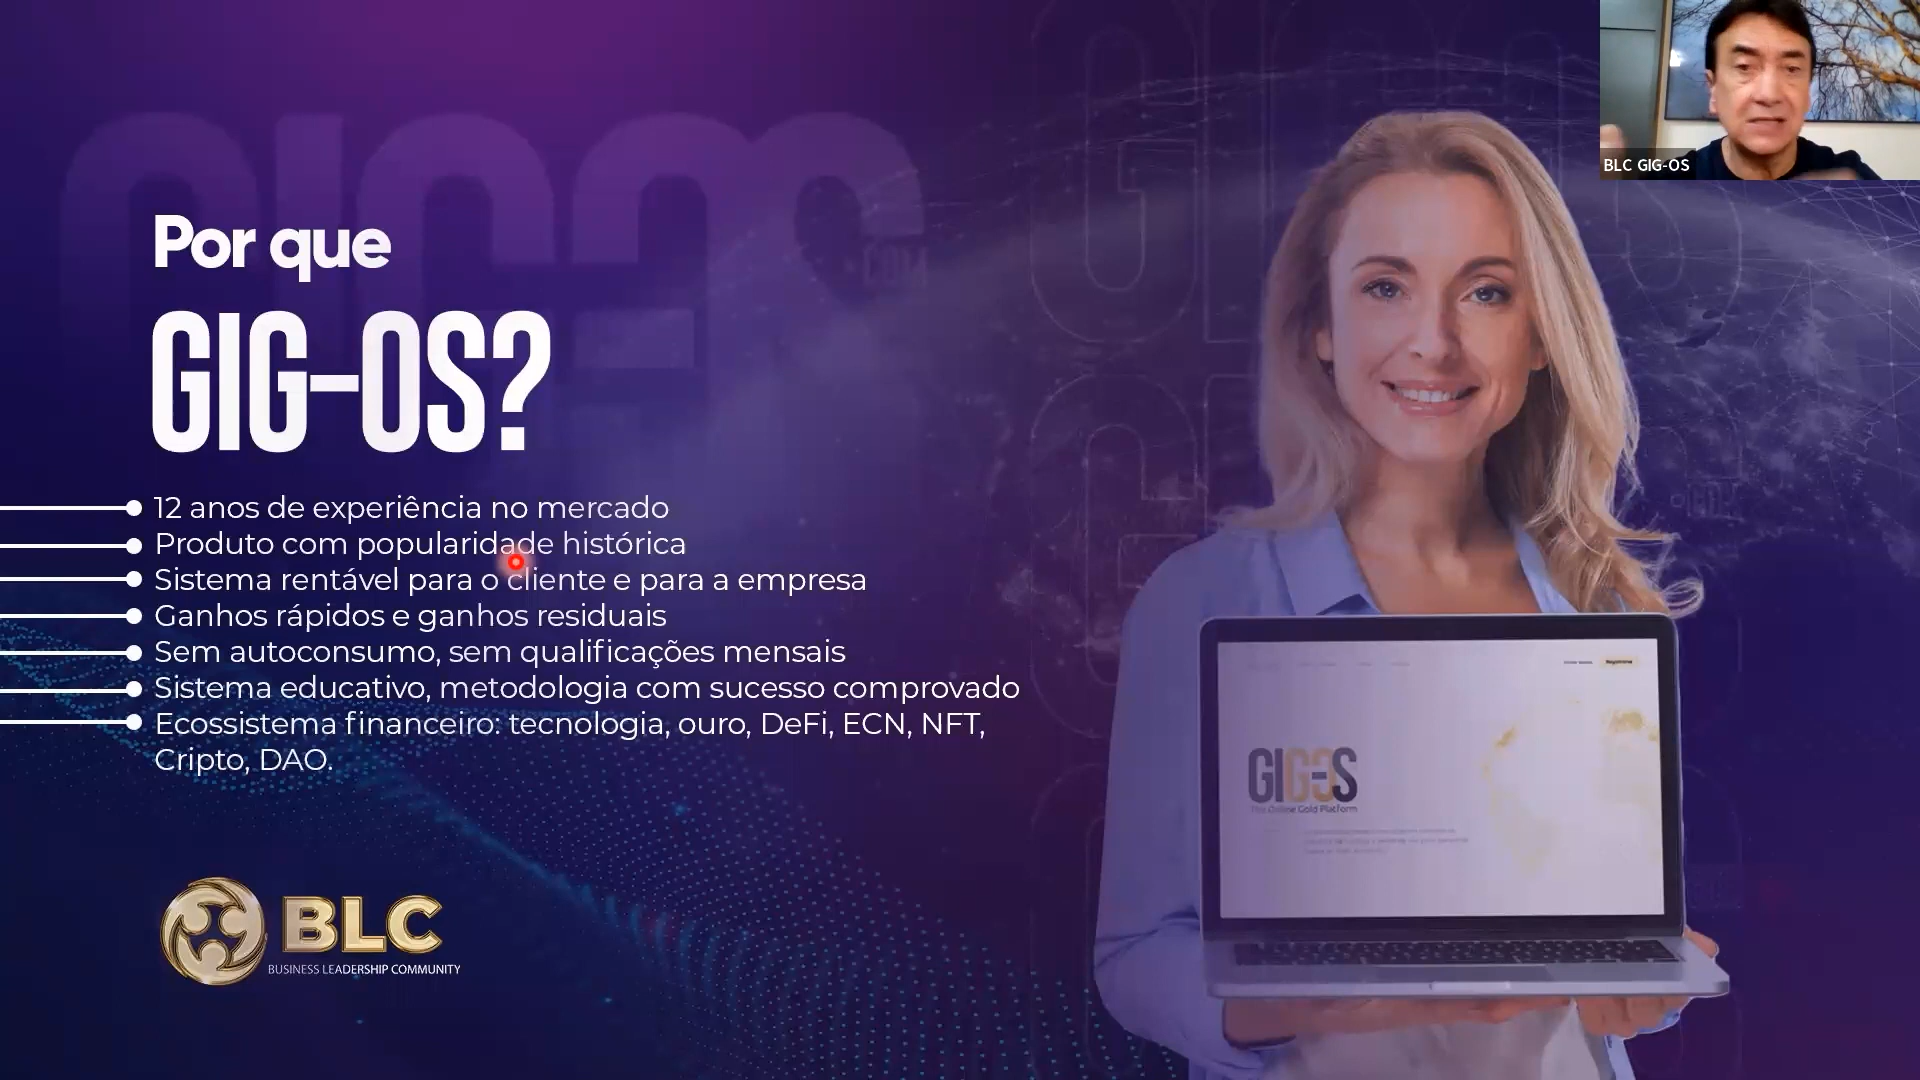 BLC GIG-OS
Por que
GIG-OS?
12 anos de experiência no mercado
Produto com popularidade histórica
Sistema rentável para o cliente e para a empresa
Ganhos rápidos e ganhos residuais
Sem autoconsumo, sem qualificações mensais
Sistema educativo, metodologia com sucesso comprovado
Ecossistema financeiro: tecnologia, ouro, DeFi, ECN, NFT,
Cripto, DAO.
GIG-OS
The Online Gold Platform
BLC
BUSINESS LEADERSHIP COMMUNITY